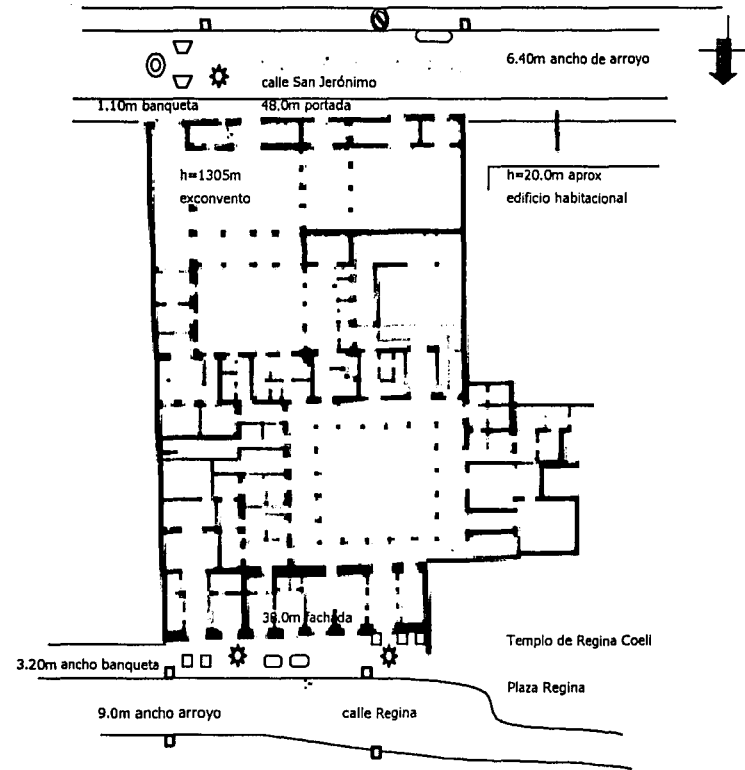 6.40m ancho de arroyo
calle San Jerónimo
1.10m banqueta
48.0m portada
h=1305m
exconvento
h=20.0m aprox
edificio habitacional
38.0m fachada
Templo de Regina Coeli
3.20m ancho banqueta
Plaza Regina
9.0m ancho arroyo
calle Regina